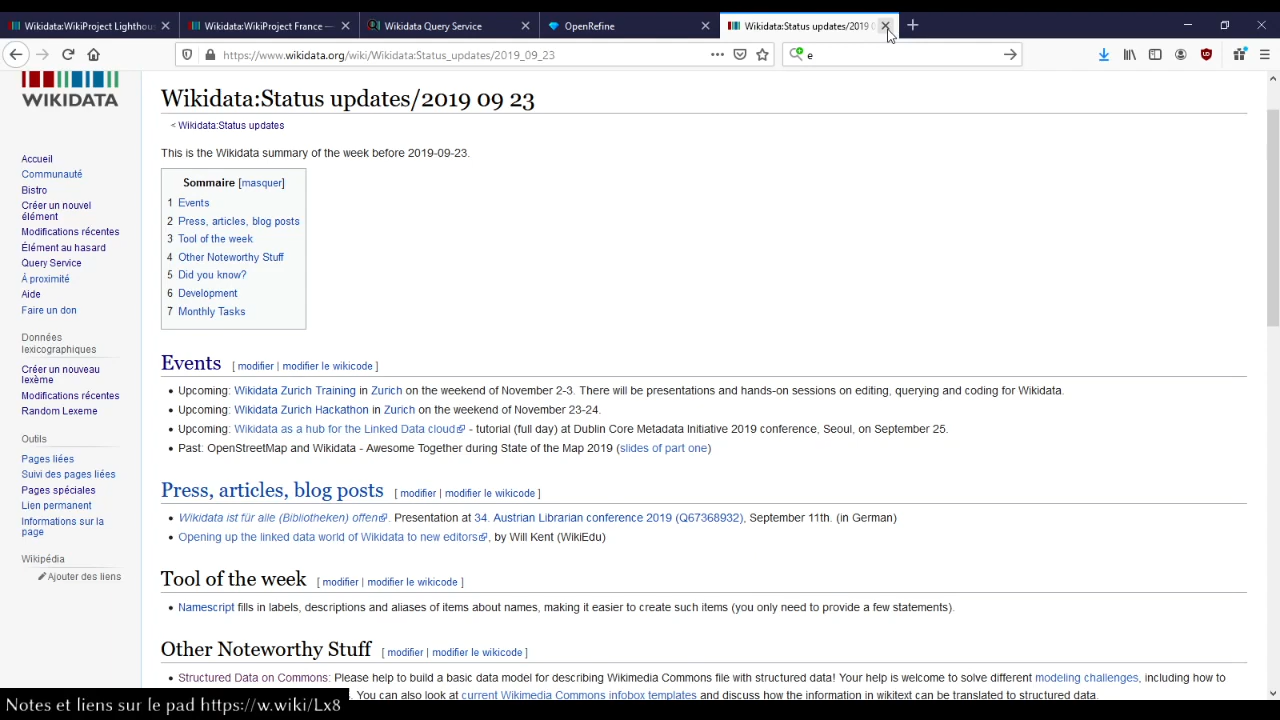 Wikidata:WikiProject Lighthou
Wikidata:WikiProject France —
Wikidata Query Service
OpenRefine
Wikidata:Status updates/2019 0
https://www.wikidata.org/wiki/Wikidata:Status_updates/2019_09_23
e
WIKIDATA
Accueil
Communauté
Bistro
Créer un nouvel
élément
Modifications récentes
Élément au hasard
Query Service
À proximité
Aide
Faire un don
Données
lexicographiques
Créer un nouveau
lexème
Modifications récentes
Random Lexeme
Outils
Pages liées
Suivi des pages liées
Pages spéciales
Lien permanent
Informations sur la
page
Wikipédia
Ajouter des liens
Wikidata:Status updates/2019 09 23
< Wikidata:Status updates
This is the Wikidata summary of the week before 2019-09-23.
Sommaire [masquer]
1 Events
2 Press, articles, blog posts
3 Tool of the week
4 Other Noteworthy Stuff
5 Did you know?
6 Development
7 Monthly Tasks
Events [ modifier | modifier le wikicode ]
• Upcoming: Wikidata Zurich Training in Zurich on the weekend of November 2-3. There will be presentations and hands-on sessions on editing, querying and coding for Wikidata.
• Upcoming: Wikidata Zurich Hackathon in Zurich on the weekend of November 23-24.
• Upcoming: Wikidata as a hub for the Linked Data cloud - tutorial (full day) at Dublin Core Metadata Initiative 2019 conference, Seoul, on September 25.
• Past: OpenStreetMap and Wikidata - Awesome Together during State of the Map 2019 (slides of part one)
Press, articles, blog posts [ modifier | modifier le wikicode ]
• Wikidata ist für alle (Bibliotheken) offen. Presentation at 34. Austrian Librarian conference 2019 (Q67368932), September 11th. (in German)
• Opening up the linked data world of Wikidata to new editors, by Will Kent (WikiEdu)
Tool of the week [ modifier | modifier le wikicode ]
• Namescript fills in labels, descriptions and aliases of items about names, making it easier to create such items (you only need to provide a few statements).
Other Noteworthy Stuff [ modifier | modifier le wikicode ]
• Structured Data on Commons: Please help to build a basic data model for describing Wikimedia Commons file with structured data! Your help is welcome to solve different modeling challenges, including how to
. You can also look at current Wikimedia Commons infobox templates and discuss how the information in wikitext can be translated to structured data.
Notes et liens sur le pad https://w.wiki/Lx8